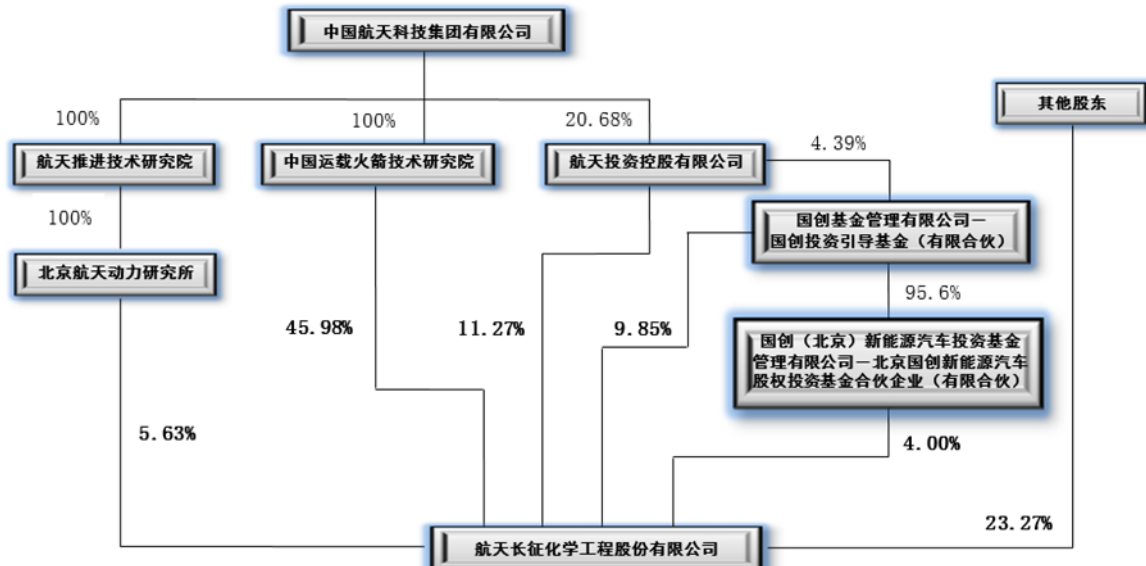 中国航天科技集团有限公司
其他股东
100%
100%
20.68%
航天推进技术研究院
中国运载火箭技术研究院
航天投资控股有限公司
4.39%
100%
国创基金管理有限公司－
国创投资引导基金（有限合伙）
北京航天动力研究所
95.6%
45.98%
11.27%
9.85%
国创（北京）新能源汽车投资基金
管理有限公司－北京国创新能源汽车
股权投资基金合伙企业（有限合伙）
5.63%
4.00%
23.27%
航天长征化学工程股份有限公司